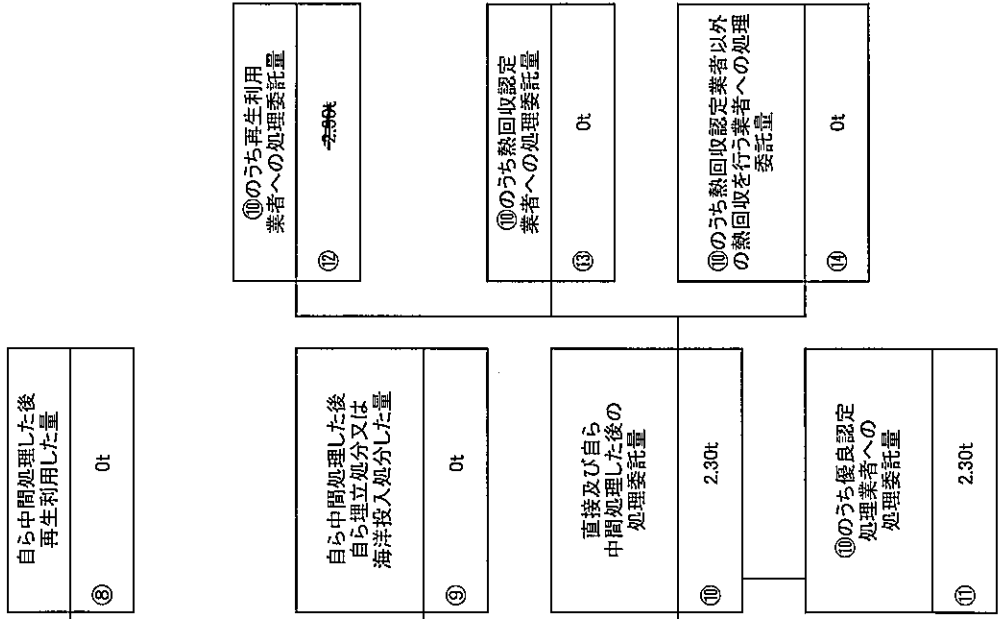 自ら中間処理した後
再生利用した量
⑧
0t
自ら中間処理した後
自ら埋立処分又は
海洋投入処分した量
⑨
0t
直接及び自ら
中間処理した後の
処理委託量
⑩
2.30t
⑩のうち優良認定
処理業者への
処理委託量
⑪
2.30t
⑩のうち再生利用
業者への処理委託量
⑫
⑩のうち熱回収認定
業者への処理委託量
⑬
0t
⑩のうち熱回収認定業者以外
の熱回収を行う業者への処理
委託量
⑭
0t